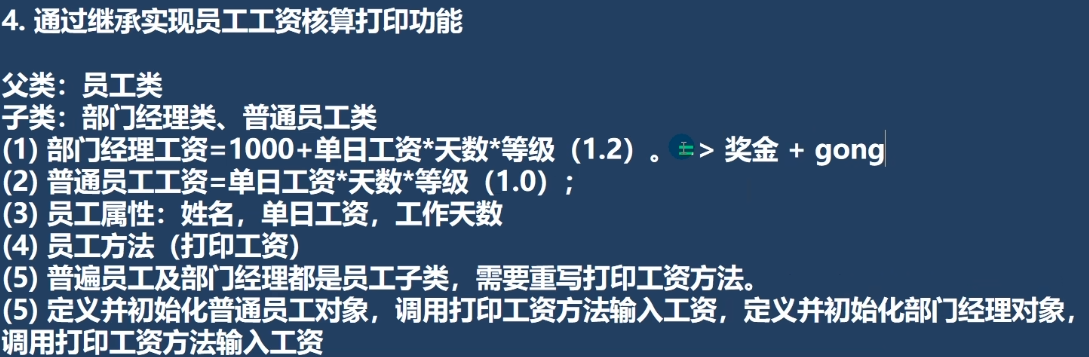 4. 通过继承实现员工工资核算打印功能
父类：员工类
子类：部门经理类、普通员工类
(1) 部门经理工资=1000+单日工资*天数*等级（1.2）。=> 奖金 + gong
(2) 普通员工工资=单日工资*天数*等级（1.0）；
(3) 员工属性：姓名，单日工资，工作天数
(4) 员工方法（打印工资）
(5) 普遍员工及部门经理都是员工子类，需要重写打印工资方法。
(5) 定义并初始化普通员工对象，调用打印工资方法输入工资，定义并初始化部门经理对象，
调用打印工资方法输入工资